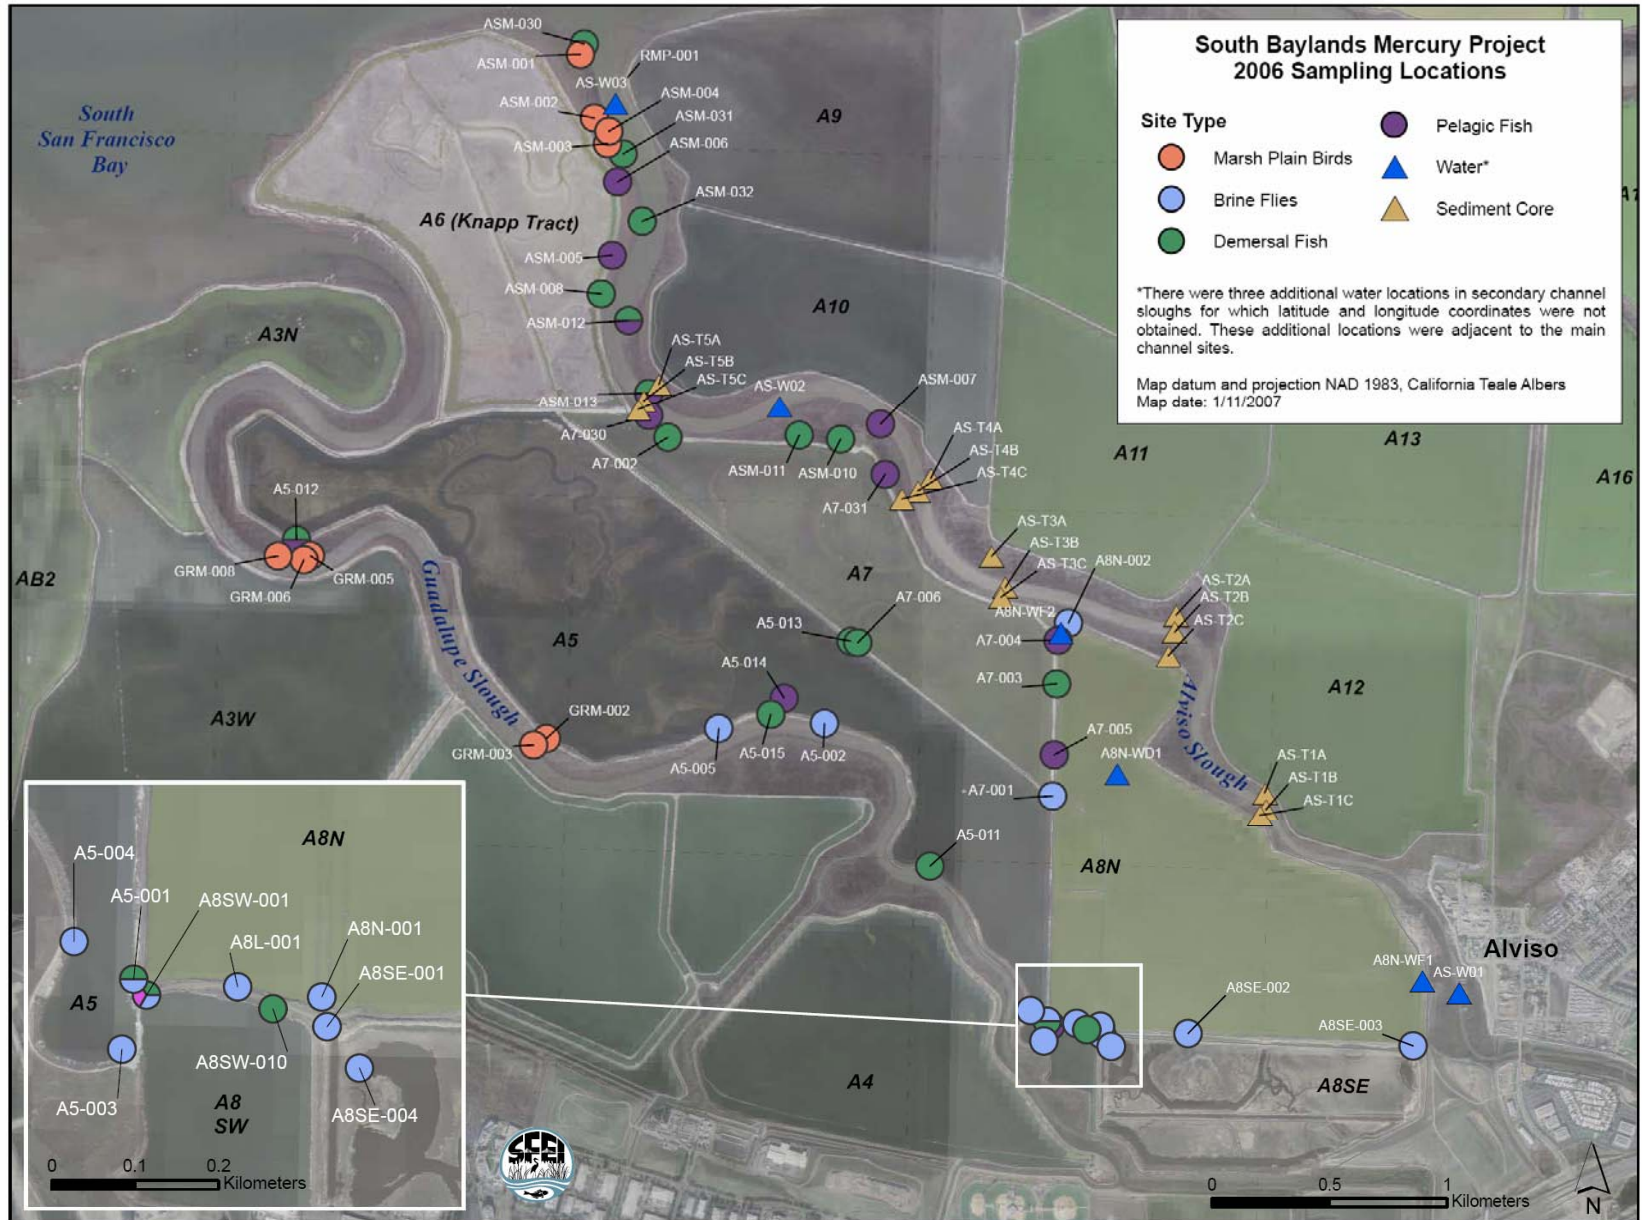 South Baylands Mercury Project
2006 Sampling Locations
Site Type
Marsh Plain Birds
Brine Flies
Demersal Fish
Pelagic Fish
Water*
Sediment Core
*There were three additional water locations in secondary channel
sloughs for which latitude and longitude coordinates were not
obtained. These additional locations were adjacent to the main
channel sites.
Map datum and projection NAD 1983, California Teale Albers
Map date: 1/11/2007
South
San Francisco
Bay
ASM-030
ASM-001
RMP-001
AS-W03
ASM-002
ASM-004
ASM-031
ASM-003
ASM-006
A9
ASM-032
A6 (Knapp Tract)
ASM-005
ASM-008
ASM-012
A10
A3N
AS-T5A
AS-T5B
AS-T5C
AS-W02
ASM-007
ASM-013
A7-030
A7-002
ASM-011
ASM-010
AS-T4A
AS-T4B
AS-T4C
A7-031
A11
A13
A16
A5-012
GRM-008
GRM-006
GRM-005
AB2
Guadalupe Slough
AS-T3A
AS-T3B
AS-T3C
A8N-002
A8N-WF2
A7
A7-006
A5-013
A5
A7-004
A7-003
AS-T2A
AS-T2B
AS-T2C
A5-014
A12
A3W
GRM-002
GRM-003
A5-005
A5-015
A5-002
A7-005
A8N-WD1
A7-001
Alviso Slough
AS-T1A
AS-T1B
AS-T1C
A5-011
A8N
Alviso
A8N-WF1
AS-W01
A8SE-002
A8SE-003
A4
A8SE
A8N
A5-004
A5-001
A8SW-001
A8L-001
A8N-001
A8SE-001
A5
A8SW-010
A5-003
A8
SW
A8SE-004
0 0.1 0.2
Kilometers
SFEI
0 0.5 1
Kilometers
N